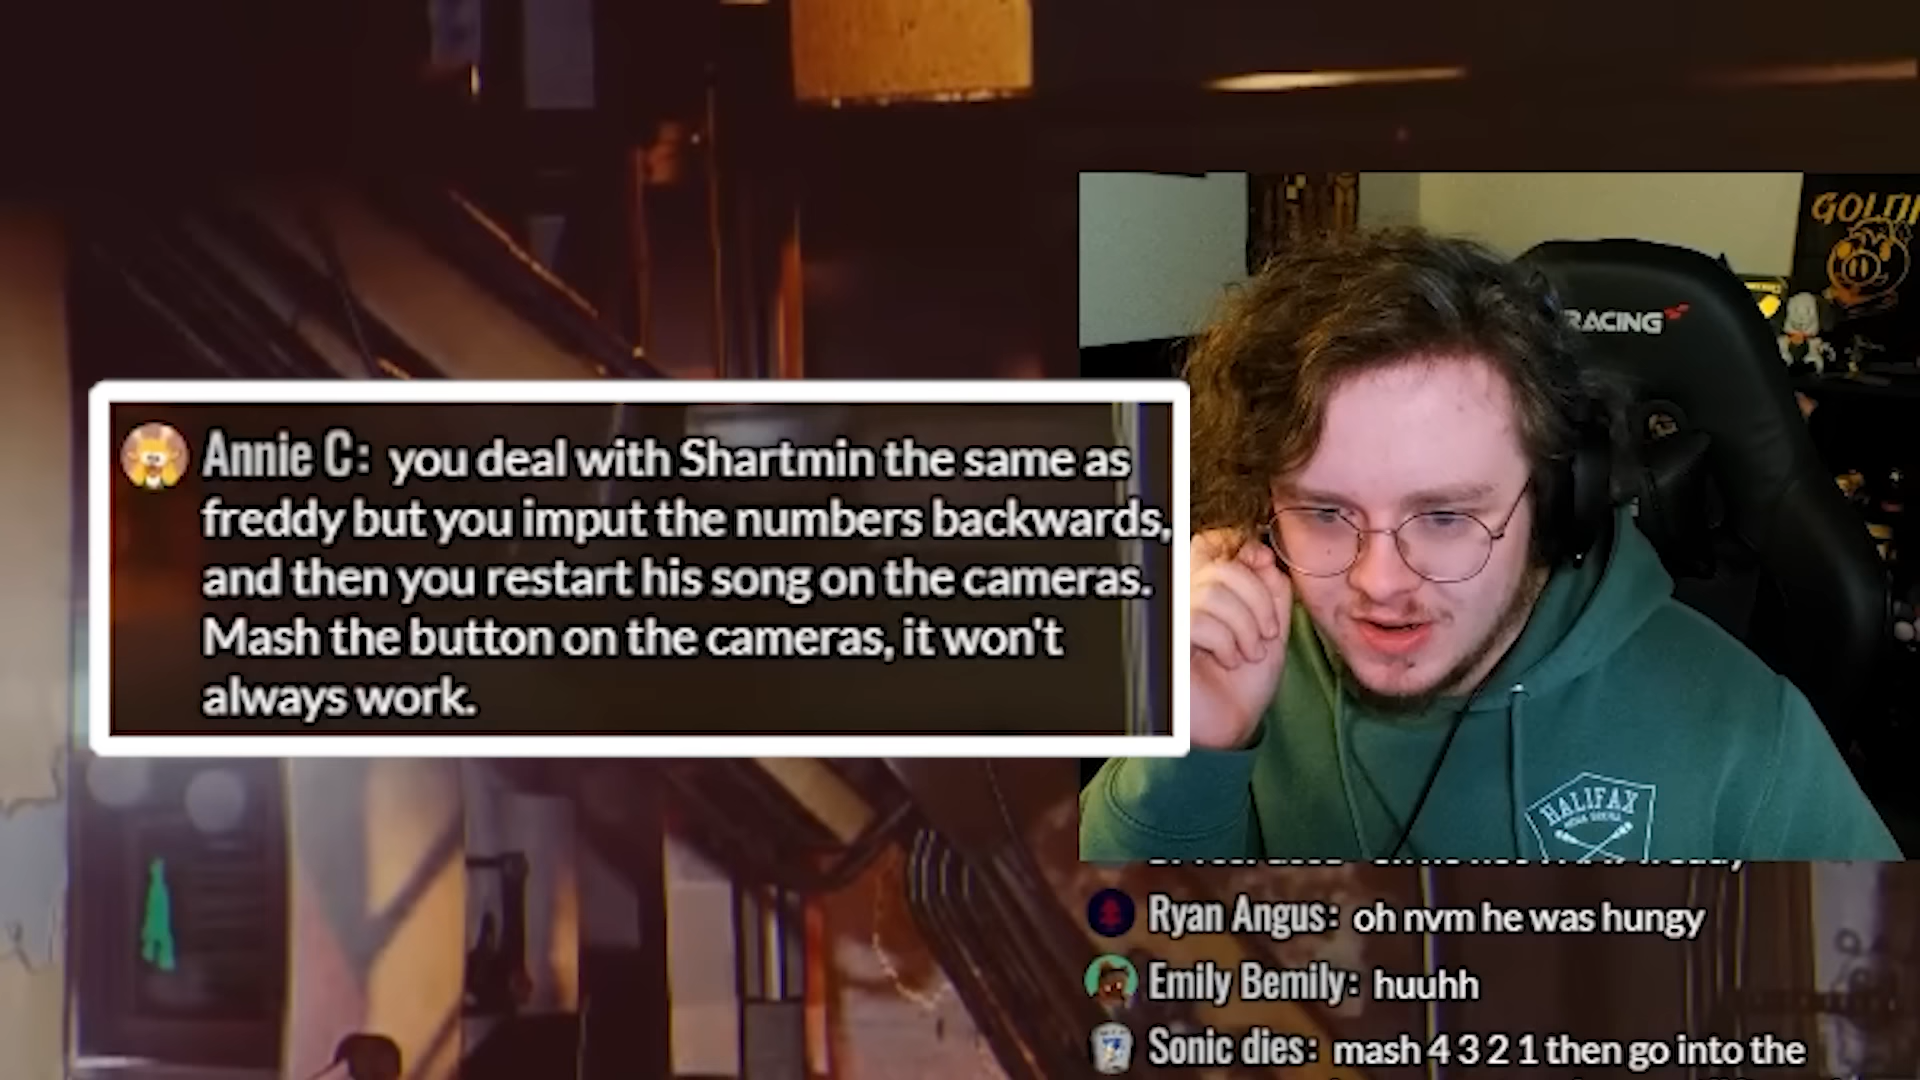 GOLDI
RACING
Annie C: you deal with Shartmin the same as
freddy but you imput the numbers backwards,
and then you restart his song on the cameras.
Mash the button on the cameras, it won't
always work.
HALIFAX
Ryan Angus: oh nvm he was hungy
Emily Bemily: huuhh
Sonic dies: mash 4 3 2 1 then go into the